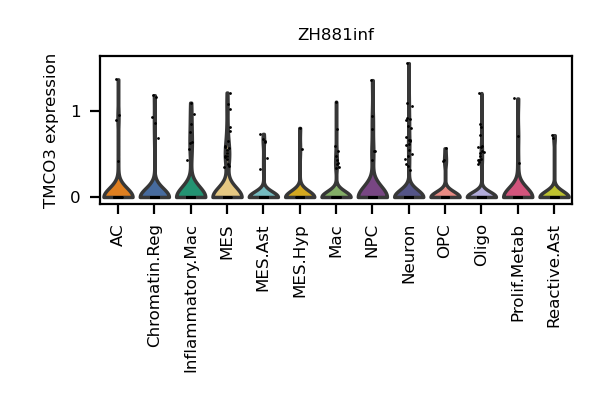 ZH881inf
TMCO3 expression
1
0
AC
Chromatin.Reg
Inflammatory.Mac
MES
MES.Ast
MES.Hyp
Mac
NPC
Neuron
OPC
Oligo
Prolif.Metab
Reactive.Ast